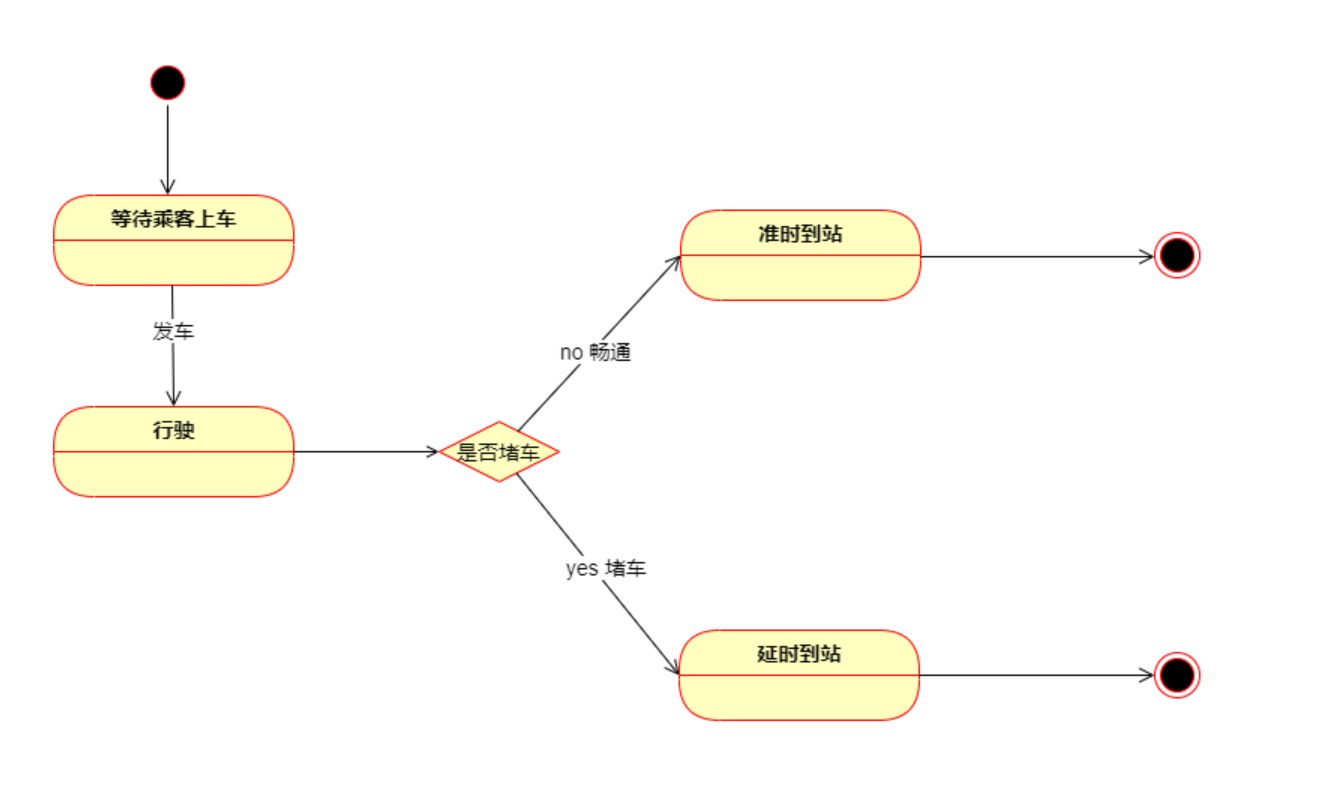 等待乘客上车
发车
行驶
是否堵车
no 畅通
准时到站
yes 堵车
延时到站